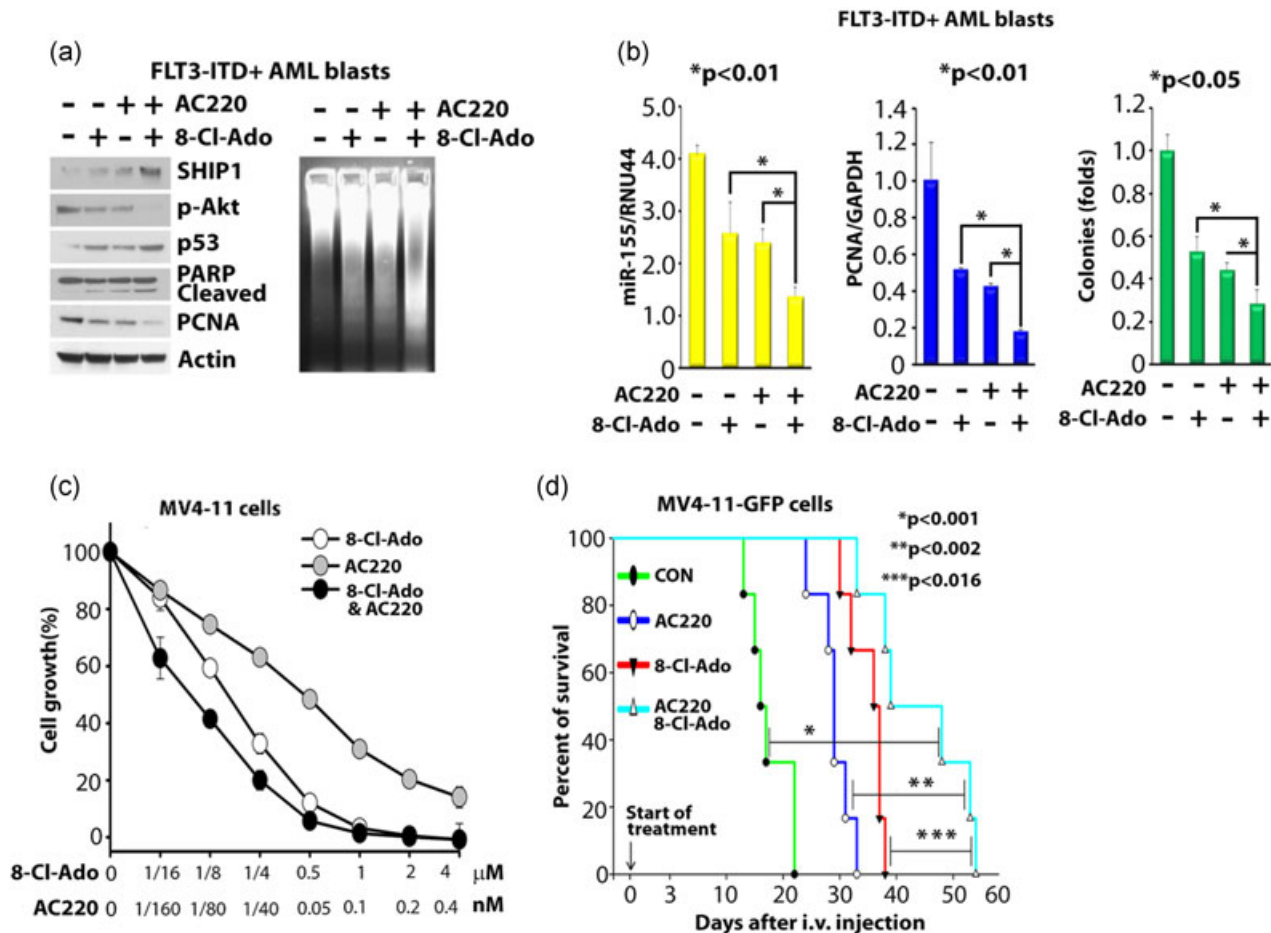 (a)
FLT3-ITD+ AML blasts
- - + + AC220
- + - + 8-Cl-Ado
SHIP1
p-Akt
p53
PARP
Cleaved
PCNA
Actin
- - + + AC220
- + - + 8-Cl-Ado
FLT3-ITD+ AML blasts
(b)
*p<0.01
miR-155/RNU44
5.0
4.0
3.0
2.6
1.0
0
*
*
AC220 - - + +
8-Cl-Ado - + - +
*p<0.01
PCNA/GAPDH
1.4
1.2
1.0
0.8
0.6
0.4
0.2
0
*
*
AC220 - - + +
8-Cl-Ado - + - +
*p<0.05
Colonies (folds)
1.2
1.0
0.8
0.6
0.4
0.2
0
*
*
AC220 - - + +
8-Cl-Ado - + - +
(c)
MV4-11 cells
8-Cl-Ado
AC220
8-Cl-Ado
& AC220
Cell growth(%)
100
80
60
40
20
0
8-Cl-Ado 0 1/16 1/8 1/4 0.5 1 2 4 μM
AC220 0 1/160 1/80 1/40 0.05 0.1 0.2 0.4 nM
(d)
MV4-11-GFP cells
*p<0.001
**p<0.002
***p<0.016
CON
AC220
8-Cl-Ado
AC220
8-Cl-Ado
Percent of survival
100
80
60
40
20
0
*
**
***
Start of
treatment
0 3 10 20 30 40 50 60
Days after i.v. injection